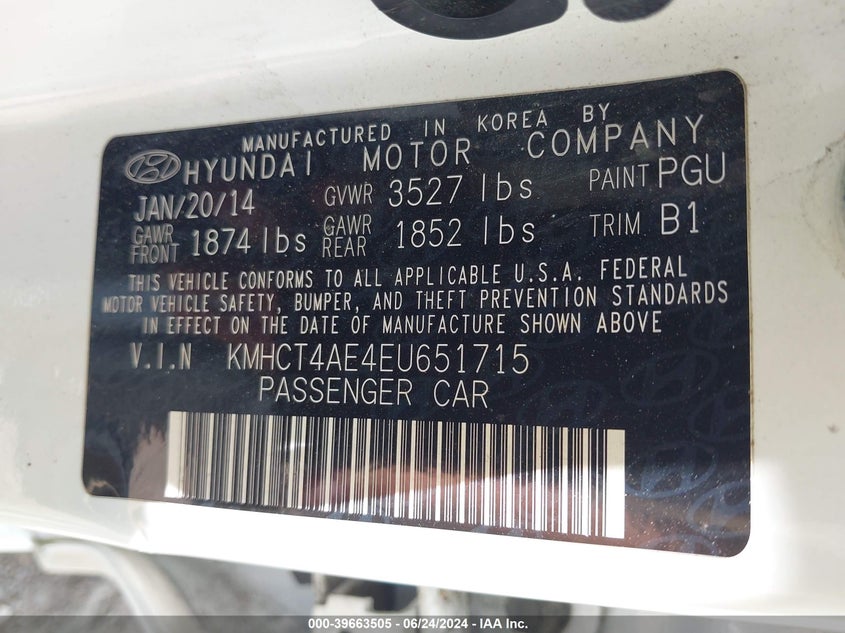 MANUFACTURED IN KOREA BY
HYUNDAI MOTOR COMPANY
JAN/20/14 GVWR 3527 lbs PAINT PGU
GAWR FRONT 1874 lbs GAWR REAR 1852 lbs TRIM B1
THIS VEHICLE CONFORMS TO ALL APPLICABLE U.S.A. FEDERAL
MOTOR VEHICLE SAFETY, BUMPER, AND THEFT PREVENTION STANDARDS
IN EFFECT ON THE DATE OF MANUFACTURE SHOWN ABOVE
V.I.N KMHCT4AE4EU651715
PASSENGER CAR
000-39663505 - 06/24/2024 - IAA Inc.